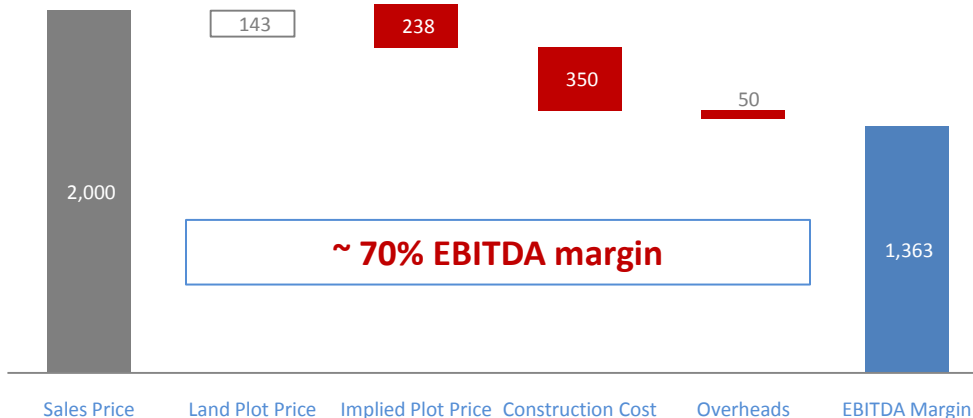 143
238
350
50
2,000
~ 70% EBITDA margin
1,363
Sales Price
Land Plot Price
Implied Plot Price
Construction Cost
Overheads
EBITDA Margin